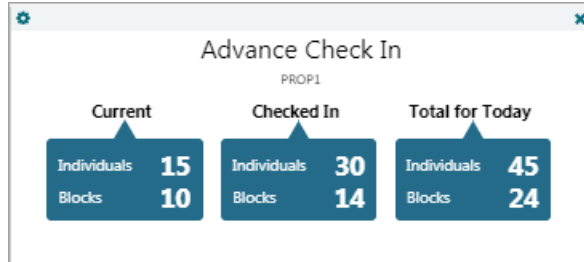 Advance Check In
PROP1
Current
Individuals 15
Blocks 10
Checked In
Individuals 30
Blocks 14
Total for Today
Individuals 45
Blocks 24